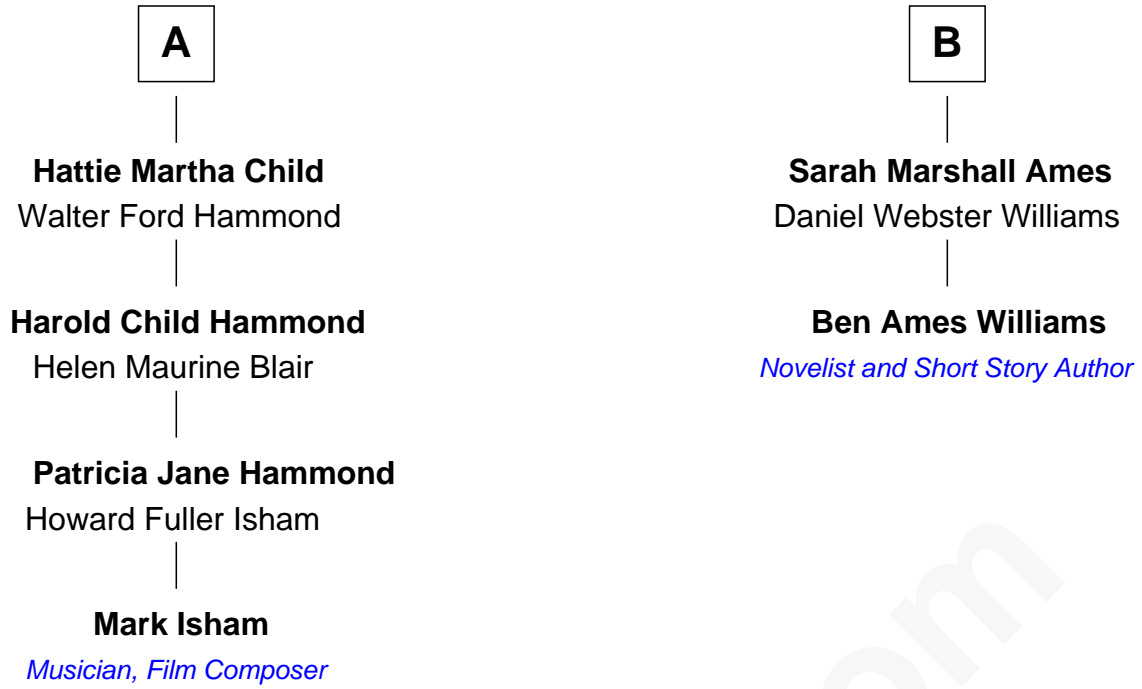 A
Hattie Martha Child
Walter Ford Hammond
Harold Child Hammond
Helen Maurine Blair
Patricia Jane Hammond
Howard Fuller Isham
Mark Isham
Musician, Film Composer
B
Sarah Marshall Ames
Daniel Webster Williams
Ben Ames Williams
Novelist and Short Story Author
om